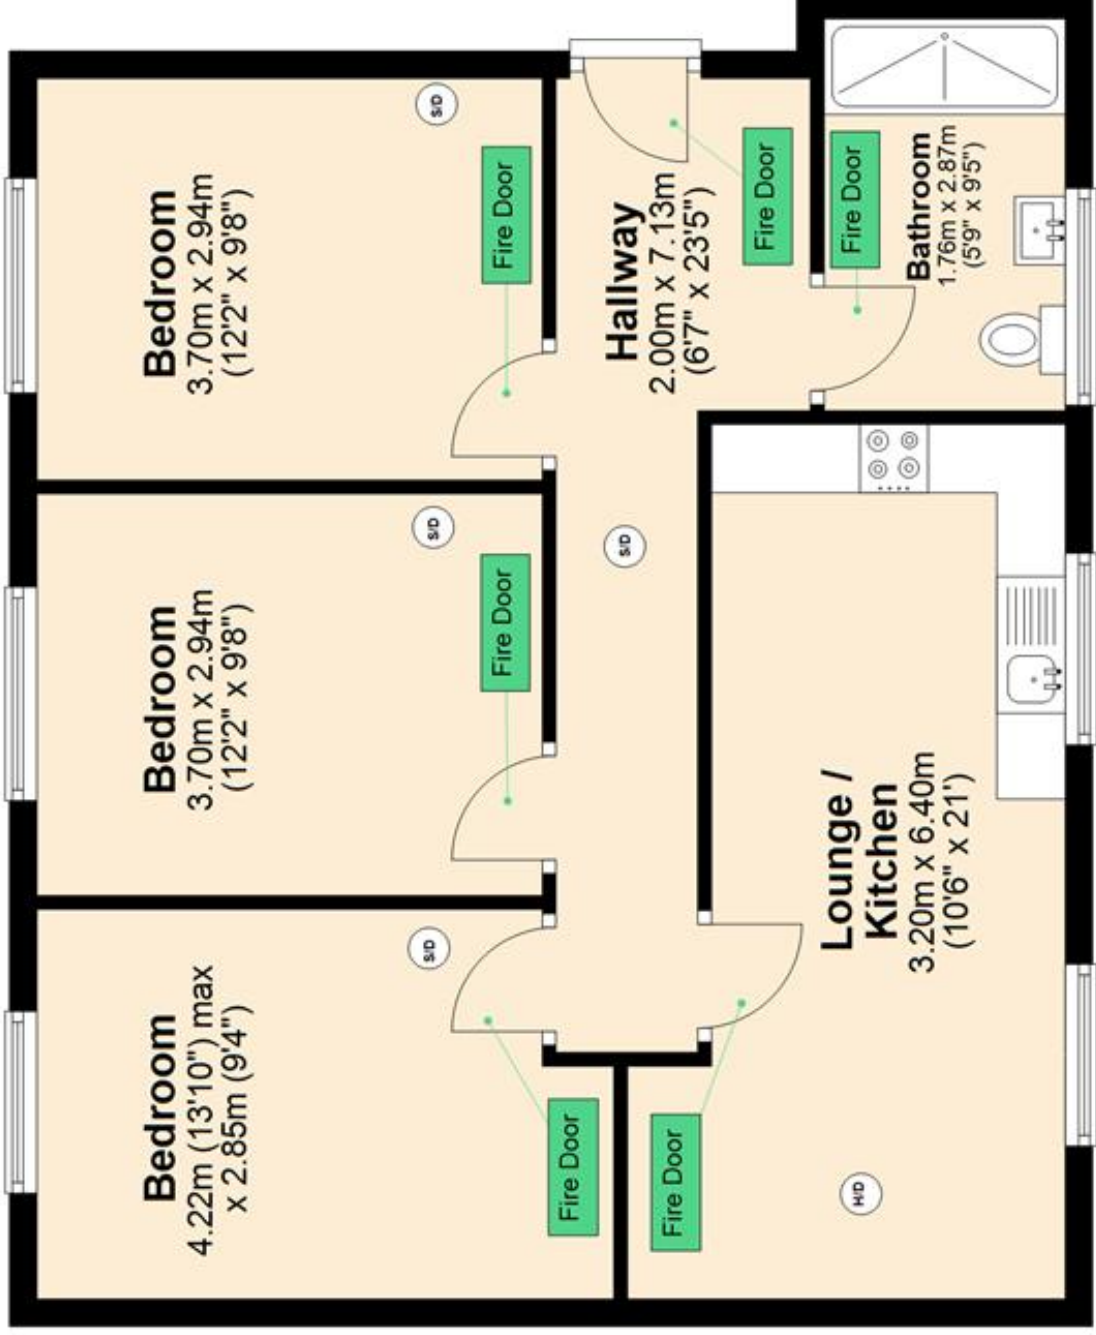 Bedroom
3.70m x 2.94m
(12'2" x 9'8")
S/D
Fire Door
Hallway
2.00m x 7.13m
(6'7" x 23'5")
Fire Door
Fire Door
Bathroom
1.76m x 2.87m
(5'9" x 9'5")
Bedroom
3.70m x 2.94m
(12'2" x 9'8")
S/D
Fire Door
S/D
Lounge /
Kitchen
3.20m x 6.40m
(10'6" x 21')
Bedroom
4.22m (13'10") max
x 2.85m (9'4")
S/D
Fire Door
Fire Door
H/D